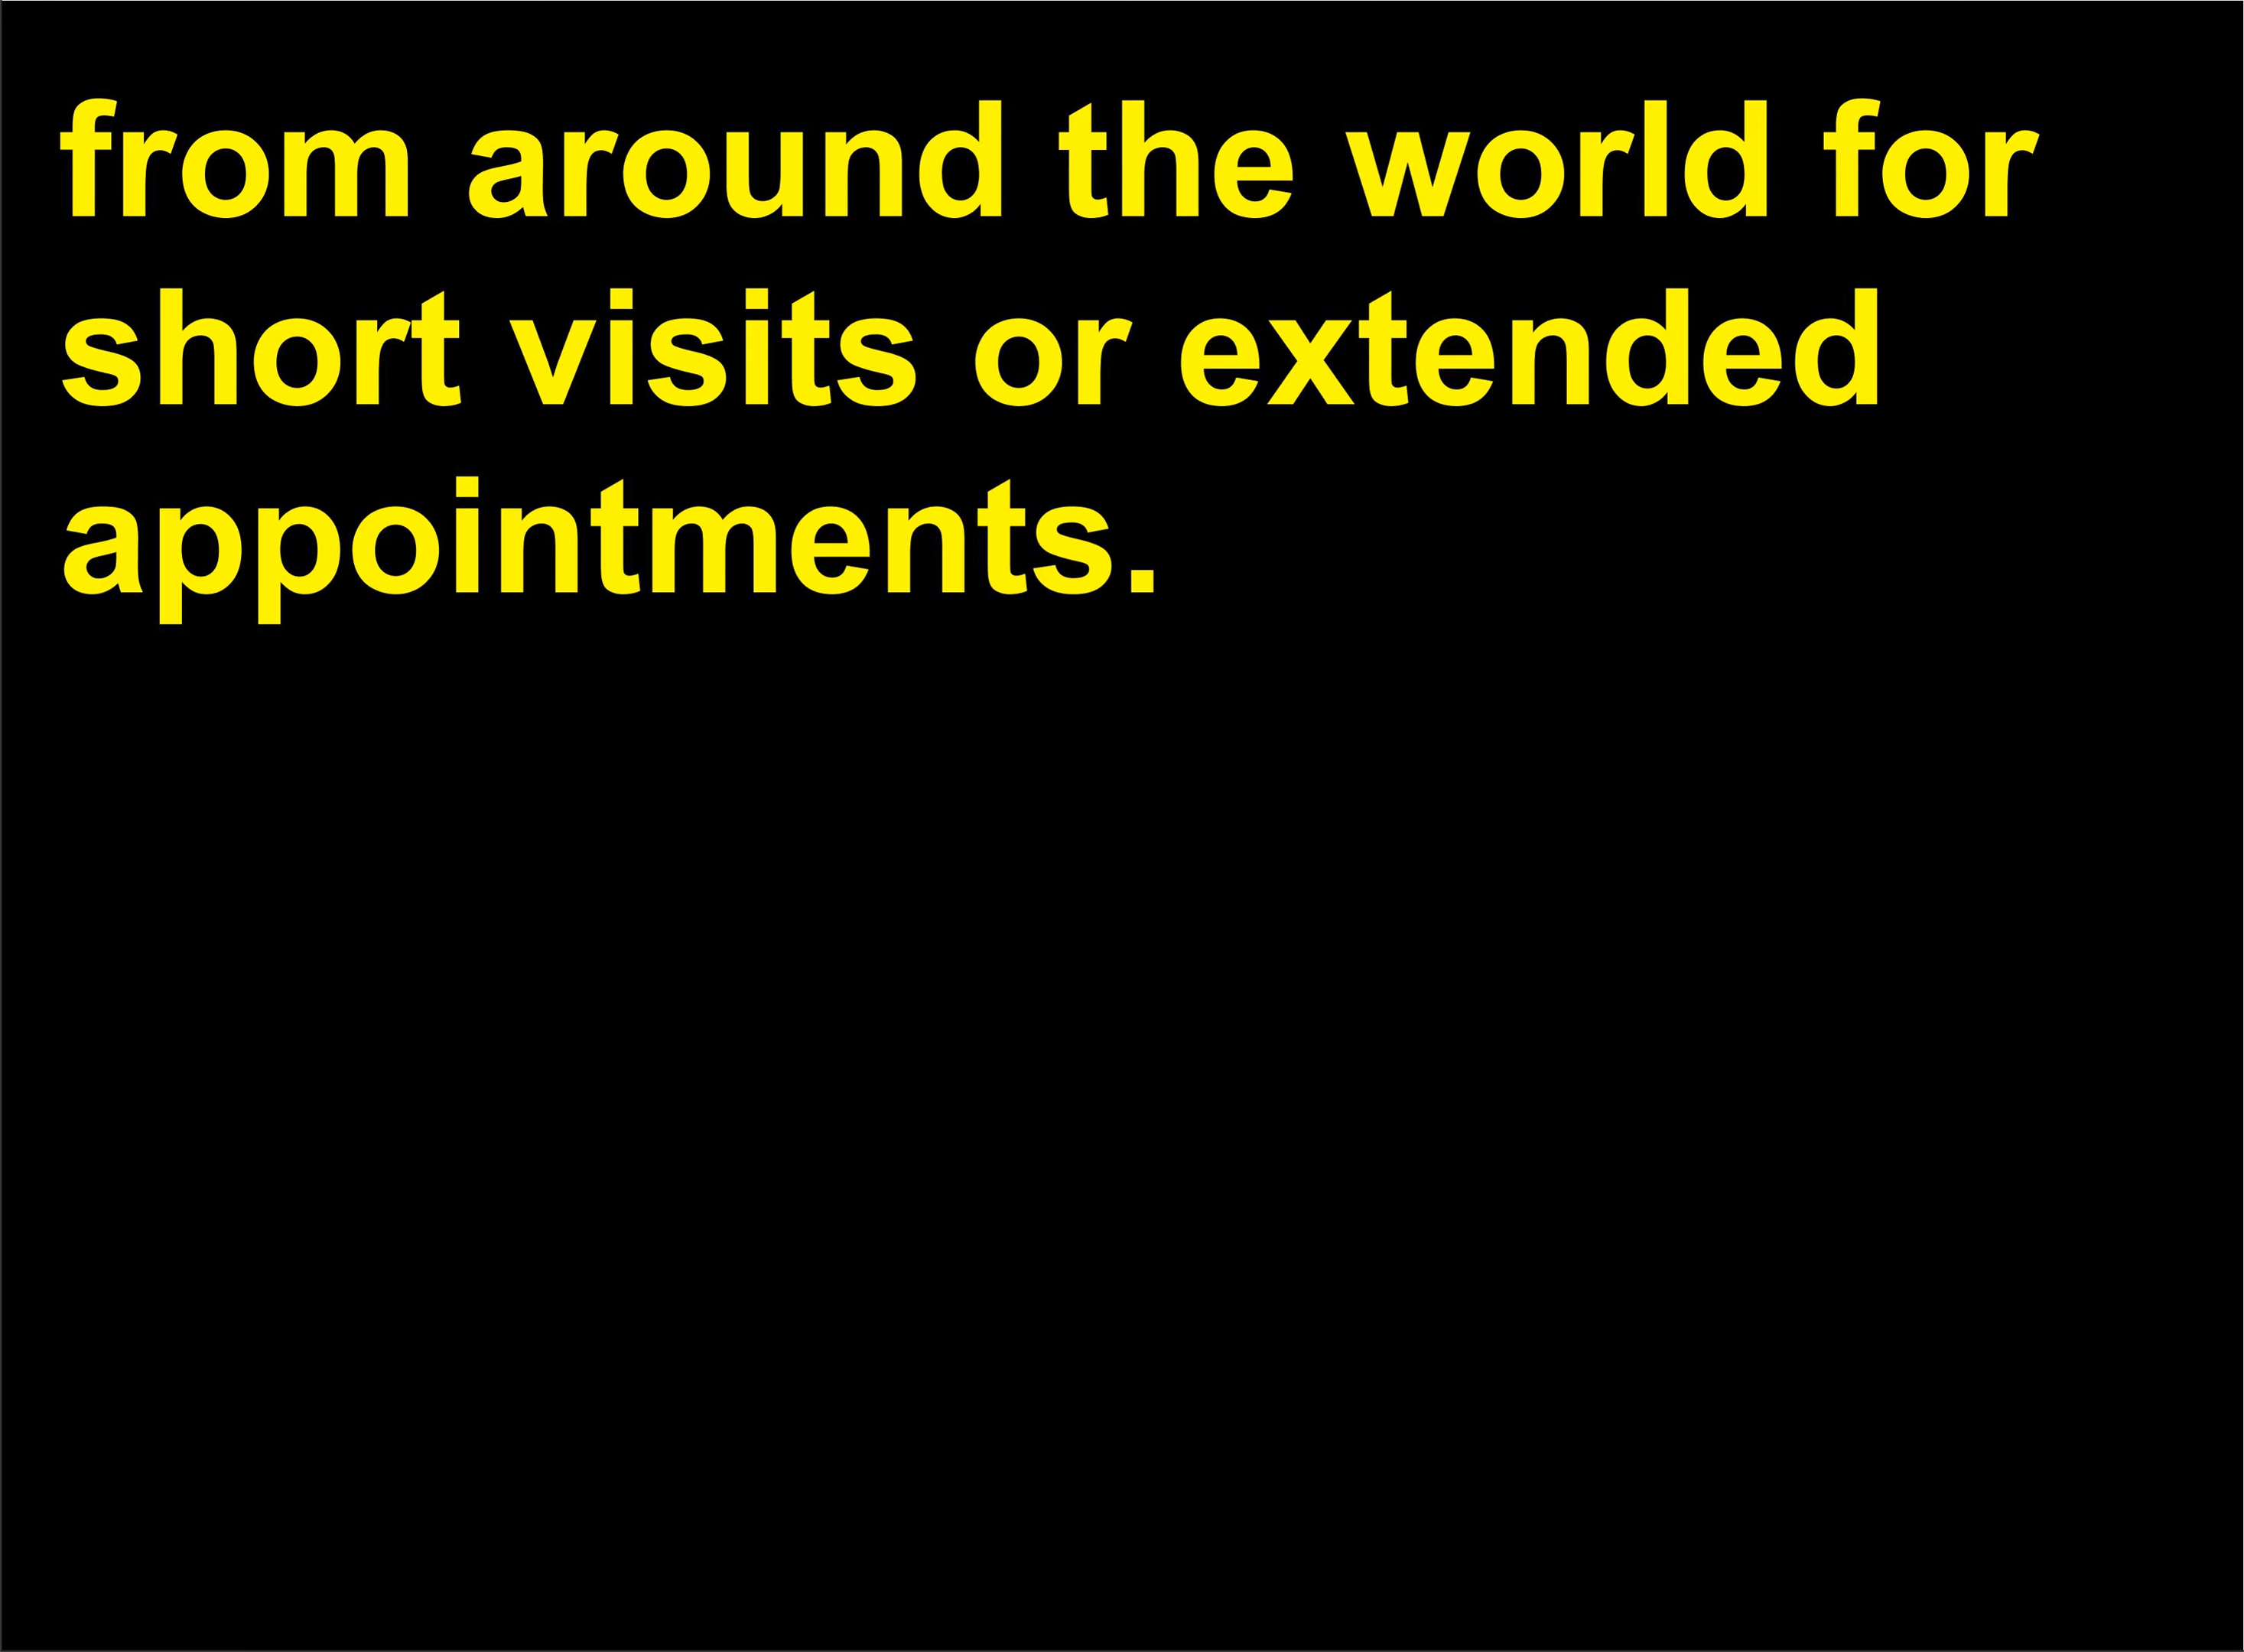 from around the world for
short visits or extended
appointments.